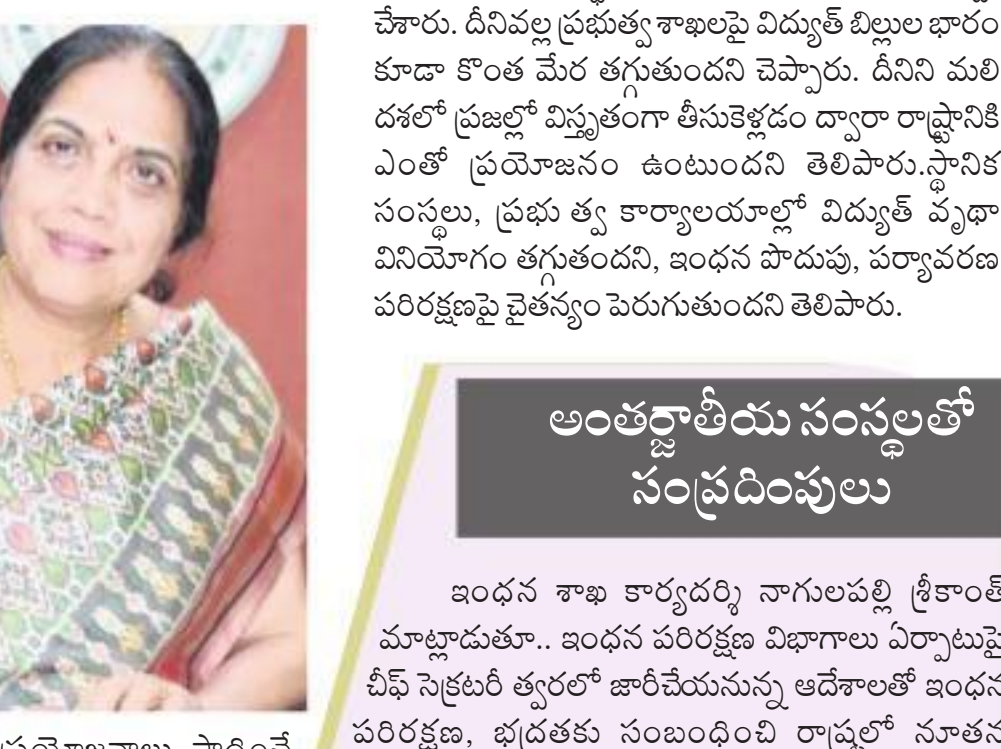 చేశారు. దీనివల్ల ప్రభుత్వ శాఖలపై విద్యుత్ బిల్లుల భారం
కూడా కొంత మేర తగ్గుతుందని చెప్పారు. దీనిని మలి
దశలో ప్రజల్లో విస్తృతంగా తీసుకెళ్లడం ద్వారా రాష్ట్రానికి
ఎంతో ప్రయోజనం ఉంటుందని తెలిపారు.స్థానిక
సంస్థలు, ప్రభు త్వ కార్యాలయాల్లో విద్యుత్ వృథా
వినియోగం తగ్గుతందని, ఇంధన పొదుపు, పర్యావరణ
పరిరక్షణపై చైతన్యం పెరుగుతుందని తెలిపారు.
అంతర్జాతీయ సంస్థలతో
సంప్రదింపులు
ఇంధన శాఖ కార్యదర్శి నాగులపల్లి శ్రీకాంత్
మాట్లాడుతూ.. ఇంధన పరిరక్షణ విభాగాలు ఏర్పాటుపై
చీఫ్ సెక్రటరీ త్వరలో జారీచేయనున్న ఆదేశాలతో ఇంధన
పరిరక్షణ, భద్రతకు సంబంధించి రాష్ట్రంలో నూతన